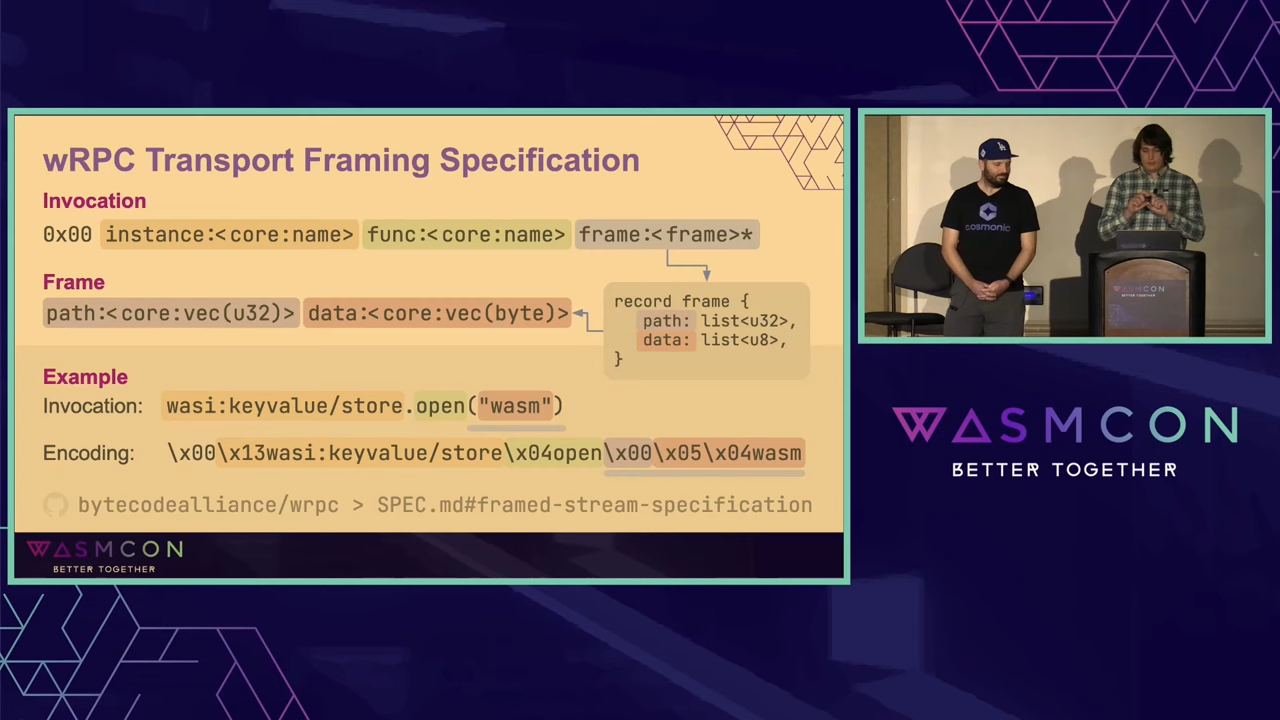 wRPC Transport Framing Specification
Invocation
0x00 instance:<core:name> func:<core:name> frame:<frame>*
Frame
path:<core:vec(u32)> data:<core:vec(byte)>
record frame {
path: list<u32>,
data: list<u8>,
}
Example
Invocation: wasi:keyvalue/store.open("wasm")
Encoding: \x00\x13wasi:keyvalue/store\x04open\x00\x05\x04wasm
bytecodealliance/wrpc > SPEC.md#framed-stream-specification
WASMCON
BETTER TOGETHER
cosmonic
WASMCON
BETTER TOGETHER
WASMCON
BETTER TOGETHER